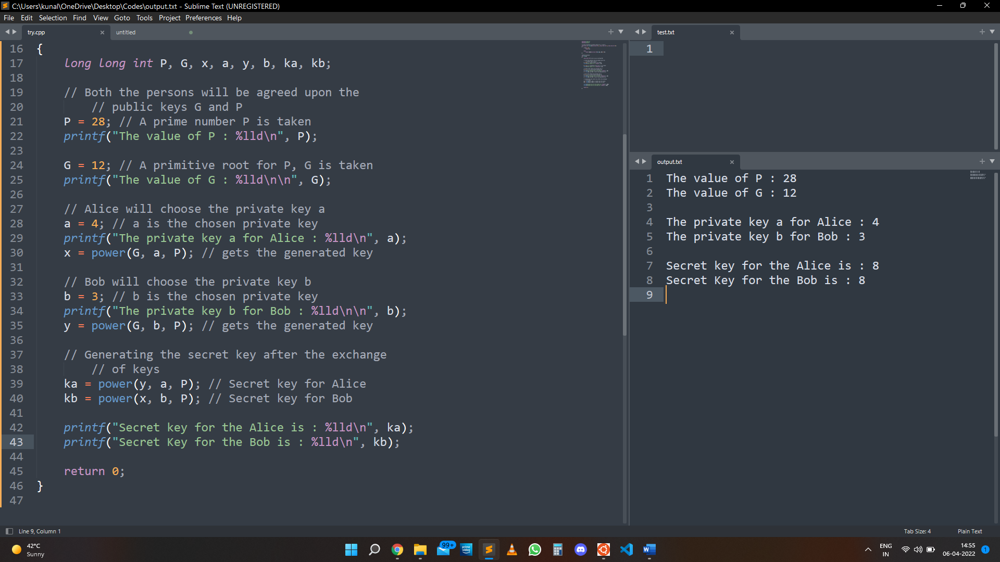 C:\Users\kunal\OneDrive\Desktop\Codes\output.txt - Sublime Text (UNREGISTERED)
File Edit Selection Find View Goto Tools Project Preferences Help
try.cpp
untitled
16 {
17 long long int P, G, x, a, y, b, ka, kb;
18
19 // Both the persons will be agreed upon the
20 // public keys G and P
21 P = 28; // A prime number P is taken
22 printf("The value of P : %lld\n", P);
23
24 G = 12; // A primitive root for P, G is taken
25 printf("The value of G : %lld\n\n", G);
26
27 // Alice will choose the private key a
28 a = 4; // a is the chosen private key
29 printf("The private key a for Alice : %lld\n", a);
30 x = power(G, a, P); // gets the generated key
31
32 // Bob will choose the private key b
33 b = 3; // b is the chosen private key
34 printf("The private key b for Bob : %lld\n\n", b);
35 y = power(G, b, P); // gets the generated key
36
37 // Generating the secret key after the exchange
38 // of keys
39 ka = power(y, a, P); // Secret key for Alice
40 kb = power(x, b, P); // Secret key for Bob
41
42 printf("Secret key for the Alice is : %lld\n", ka);
43 printf("Secret Key for the Bob is : %lld\n", kb);
44
45 return 0;
46 }
47
test.txt
1
output.txt
1 The value of P : 28
2 The value of G : 12
3
4 The private key a for Alice : 4
5 The private key b for Bob : 3
6
7 Secret key for the Alice is : 8
8 Secret Key for the Bob is : 8
9
Line 9, Column 1
Tab Size: 4
Plain Text
42°C
Sunny
99+
prime video
W
ENG
IN
14:55
06-04-2022
1